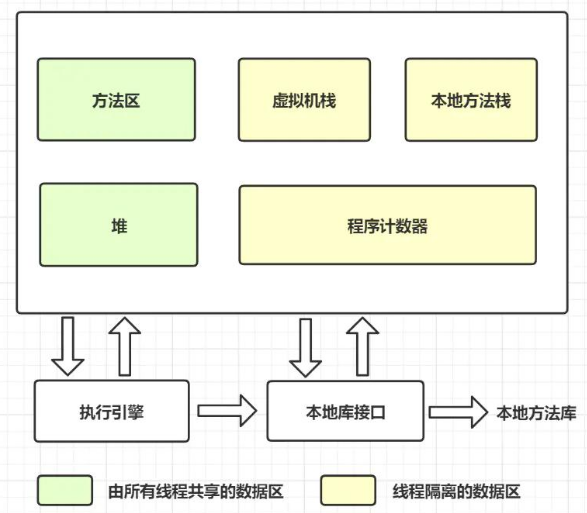 方法区
虚拟机栈
本地方法栈
堆
程序计数器
执行引擎
本地库接口
本地方法库
由所有线程共享的数据区
线程隔离的数据区